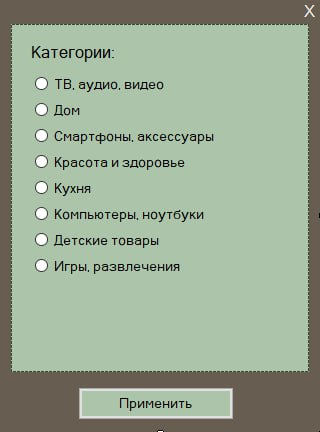 X
Категории:
ТВ, аудио, видео
Дом
Смартфоны, аксессуары
Красота и здоровье
Кухня
Компьютеры, ноутбуки
Детские товары
Игры, развлечения
Применить